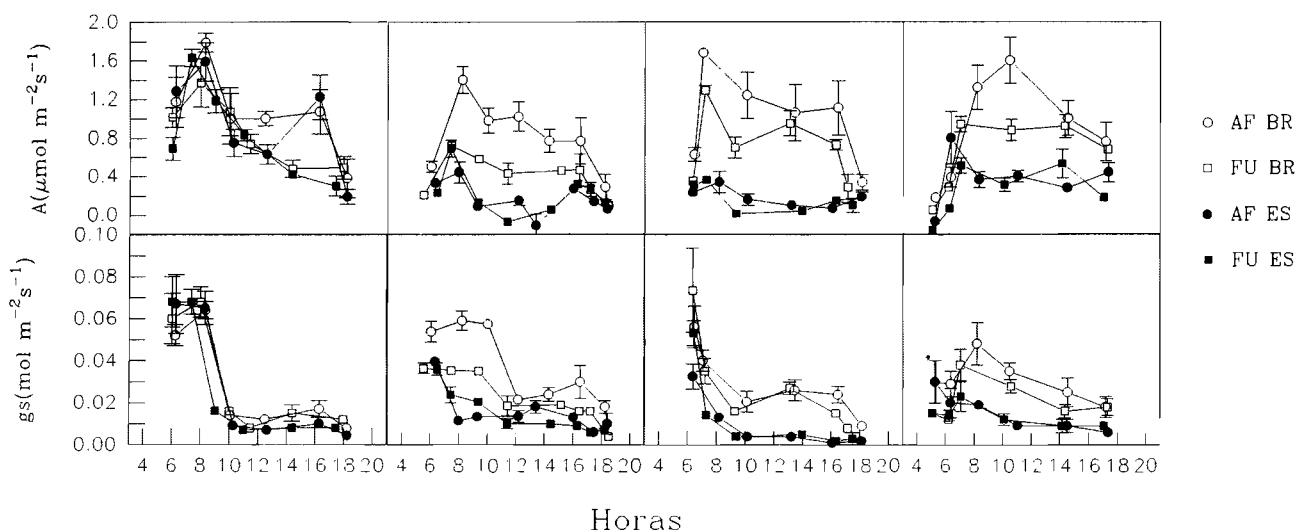 2.0
1.6
1.2
0.8
0.4
0.0
A(μmol m⁻²s⁻¹)
0.10
0.08
0.06
0.04
0.02
0.00
gs(mol m⁻²s⁻¹)
4 6 8 10 12 14 16 18 20
4 6 8 10 12 14 16 18 20
4 6 8 10 12 14 16 18 20
4 6 8 10 12 14 16 18 20
Horas
AF BR
FU BR
AF ES
FU ES